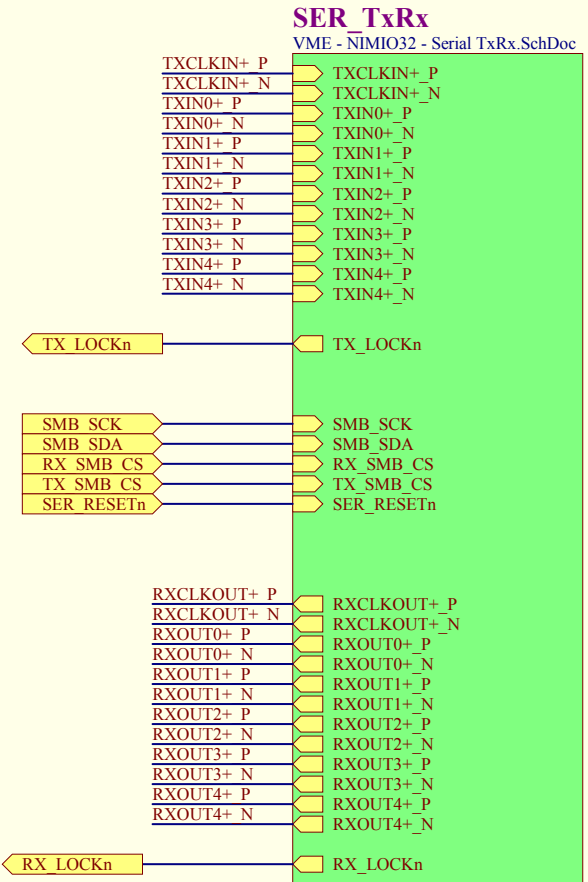 SER_TxRx
VME - NIMIO32 - Serial TxRx.SchDoc
TXCLKIN+_P TXCLKIN+_P
TXCLKIN+_N TXCLKIN+_N
TXIN0+_P TXIN0+_P
TXIN0+_N TXIN0+_N
TXIN1+_P TXIN1+_P
TXIN1+_N TXIN1+_N
TXIN2+_P TXIN2+_P
TXIN2+_N TXIN2+_N
TXIN3+_P TXIN3+_P
TXIN3+_N TXIN3+_N
TXIN4+_P TXIN4+_P
TXIN4+_N TXIN4+_N
TX_LOCKn TX_LOCKn
SMB_SCK SMB_SCK
SMB_SDA SMB_SDA
RX_SMB_CS RX_SMB_CS
TX_SMB_CS TX_SMB_CS
SER_RESETn SER_RESETn
RXCLKOUT+_P RXCLKOUT+_P
RXCLKOUT+_N RXCLKOUT+_N
RXOUT0+_P RXOUT0+_P
RXOUT0+_N RXOUT0+_N
RXOUT1+_P RXOUT1+_P
RXOUT1+_N RXOUT1+_N
RXOUT2+_P RXOUT2+_P
RXOUT2+_N RXOUT2+_N
RXOUT3+_P RXOUT3+_P
RXOUT3+_N RXOUT3+_N
RXOUT4+_P RXOUT4+_P
RXOUT4+_N RXOUT4+_N
RX_LOCKn RX_LOCKn